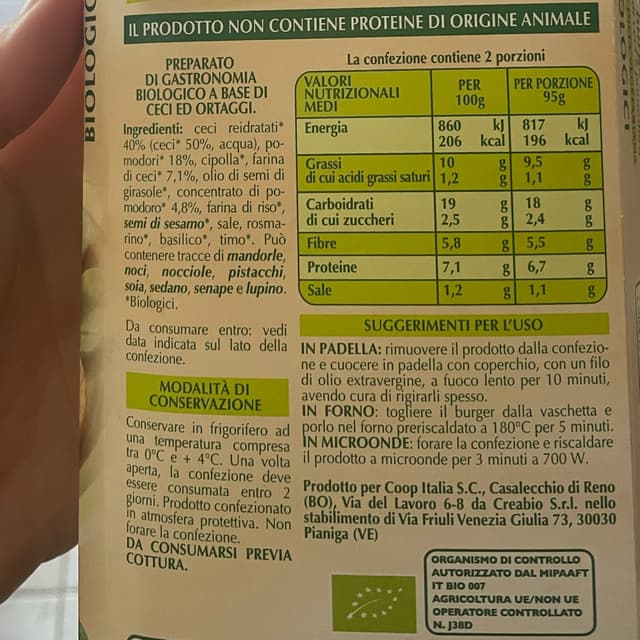 BIOLOGIC
IL PRODOTTO NON CONTIENE PROTEINE DI ORIGINE ANIMALE
PREPARATO
DI GASTRONOMIA
BIOLOGICO A BASE DI
CECI ED ORTAGGI.
Ingredienti: ceci reidratati*
40% (ceci* 50%, acqua), po-
modori* 18%, cipolla*, farina
di ceci* 7,1%, olio di semi di
girasole*, concentrato di po-
modoro* 4,8%, farina di riso*,
semi di sesamo*, sale, rosma-
rino*, basilico*, timo*. Può
contenere tracce di mandorle,
noci, nocciole, pistacchi,
soia, sedano, senape e lupino.
*Biologici.
Da consumare entro: vedi
data indicata sul lato della
confezione.
MODALITÀ DI
CONSERVAZIONE
Conservare in frigorifero ad
una temperatura compresa
tra 0°C e + 4°C. Una volta
aperta, la confezione deve
essere consumata entro 2
giorni. Prodotto confezionato
in atmosfera protettiva. Non
forare la confezione.
DA CONSUMARSI PREVIA
COTTURA.
La confezione contiene 2 porzioni
VALORI NUTRIZIONALI MEDI PER 100g PER PORZIONE 95g
Energia 860 kJ 817 kJ
206 kcal 196 kcal
Grassi 10 g 9,5 g
di cui acidi grassi saturi 1,2 g 1,1 g
Carboidrati 19 g 18 g
di cui zuccheri 2,5 g 2,4 g
Fibre 5,8 g 5,5 g
Proteine 7,1 g 6,7 g
Sale 1,2 g 1,1 g
SUGGERIMENTI PER L'USO
IN PADELLA: rimuovere il prodotto dalla confezio-
ne e cuocere in padella con coperchio, con un filo
di olio extravergine, a fuoco lento per 10 minuti,
avendo cura di rigirarli spesso.
IN FORNO: togliere il burger dalla vaschetta e
porlo nel forno preriscaldato a 180°C per 5 minuti.
IN MICROONDE: forare la confezione e riscaldare
il prodotto a microonde per 3 minuti a 700 W.
Prodotto per Coop Italia S.C., Casalecchio di Reno
(BO), Via del Lavoro 6-8 da Creabio S.r.l. nello
stabilimento di Via Friuli Venezia Giulia 73, 30030
Pianiga (VE)
ORGANISMO DI CONTROLLO
AUTORIZZATO DAL MIPAAFT
IT BIO 007
AGRICOLTURA UE/NON UE
OPERATORE CONTROLLATO
N. J38D
OLOGICI